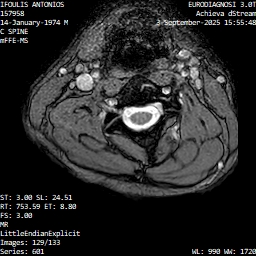 IFOULIS ANTONIOS
EURODIAGNOSI 3.0T
157958
Achieva dStream
14-January-1974 M
3-September-2025 15:55:48
C SPINE
mFFE-MS
ST: 3.00 SL: 24.51
RT: 753.59 ET: 8.80
FS: 3.00
MR
LittleEndianExplicit
Images: 129/133
Series: 601
WL: 990 WW: 1720